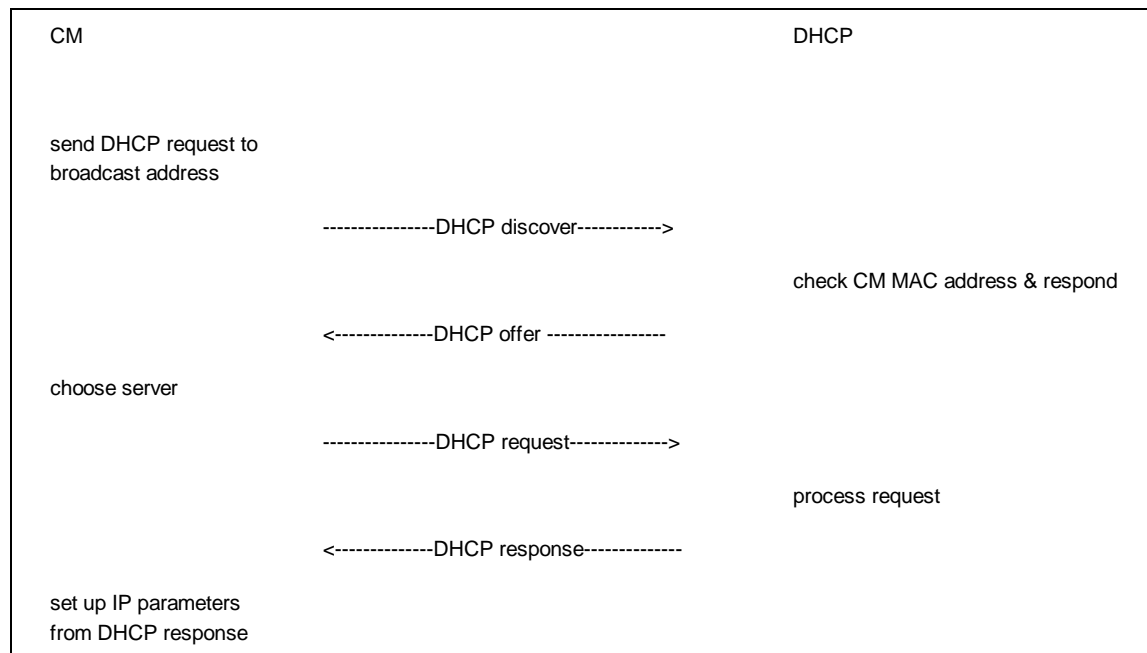 CM DHCP
send DHCP request to
broadcast address
----------------DHCP discover------------>
check CM MAC address & respond
<--------------DHCP offer -----------------
choose server
----------------DHCP request-------------->
process request
<--------------DHCP response--------------
set up IP parameters
from DHCP response